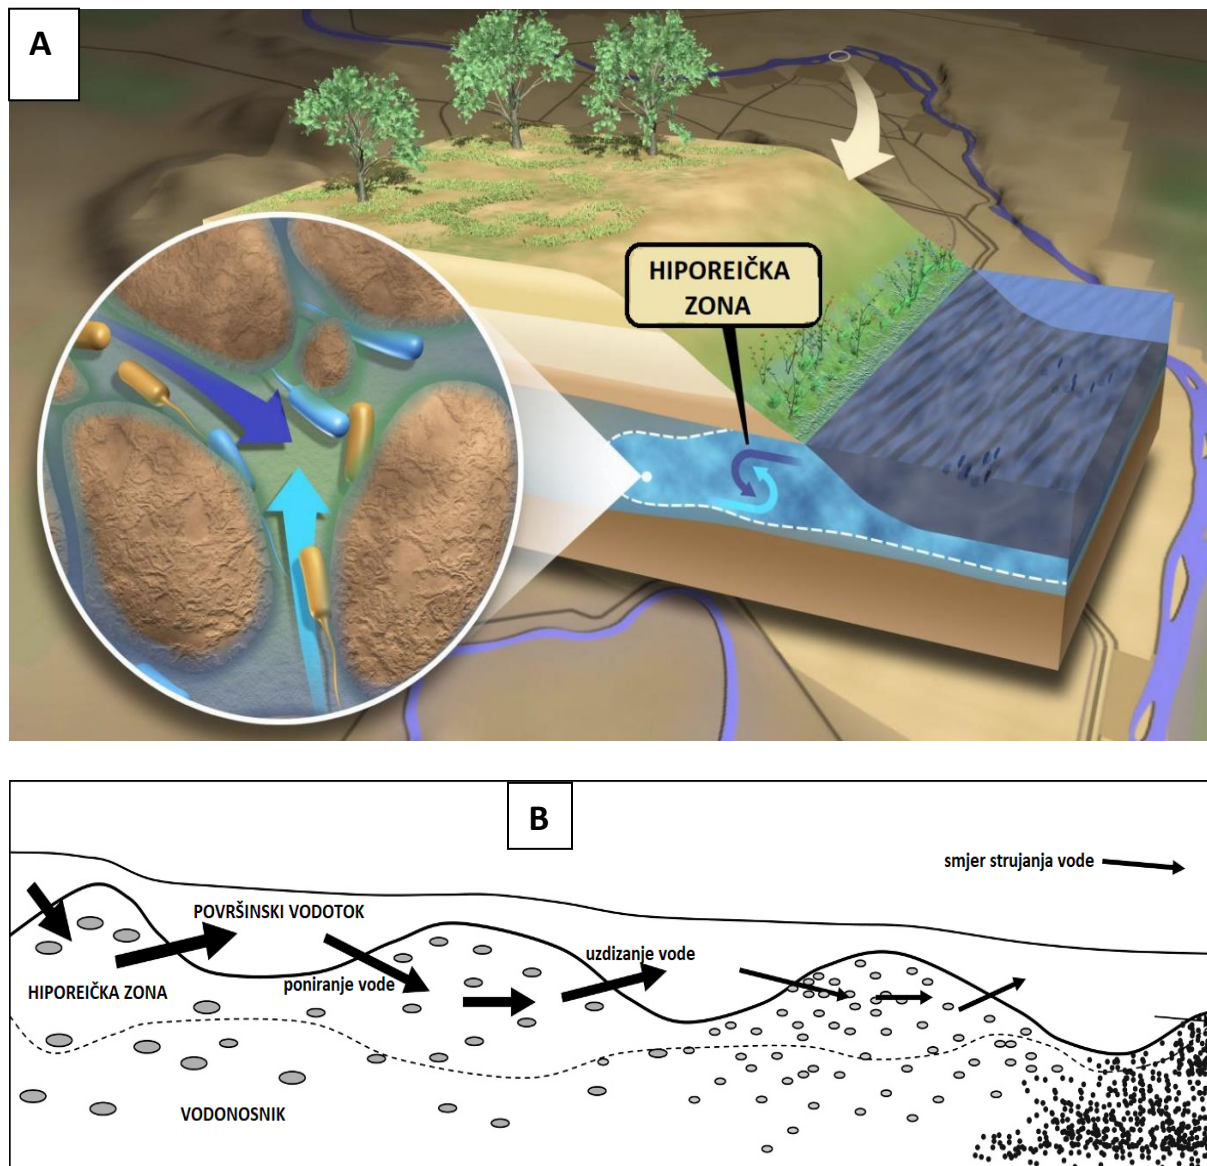 A
HIPOREIČKA
ZONA
B
smjer strujanja vode
POVRŠINSKI VODOTOK
uzdizanje vode
poniranje vode
HIPOREIČKA ZONA
VODONOSNIK